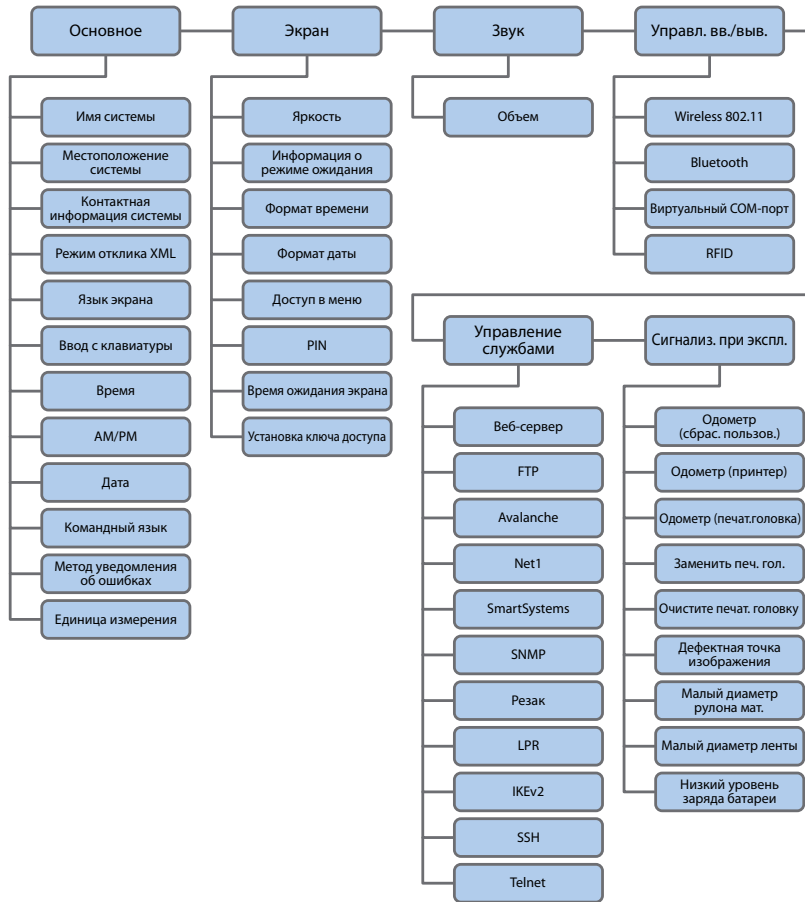 Основное
Экран
Звук
Управл. вв./выв.
Имя системы
Местоположение
системы
Контактная
информация системы
Режим отклика XML
Язык экрана
Ввод с клавиатуры
Время
AM/PM
Дата
Командный язык
Метод уведомления
об ошибках
Единица измерения
Яркость
Информация о
режиме ожидания
Формат времени
Формат даты
Доступ в меню
PIN
Время ожидания экрана
Установка ключа доступа
Объем
Wireless 802.11
Bluetooth
Виртуальный COM-порт
RFID
Управление
службами
Сигнализ. при экспл.
Веб-сервер
FTP
Avalanche
Net1
SmartSystems
SNMP
Резак
LPR
IKEv2
SSH
Telnet
Одометр
(сбрас. пользов.)
Одометр (принтер)
Одометр (печат.головка)
Заменить печ. гол.
Очистите печат. головку
Дефектная точка
изображения
Малый диаметр
рулона мат.
Малый диаметр ленты
Низкий уровень
заряда батареи